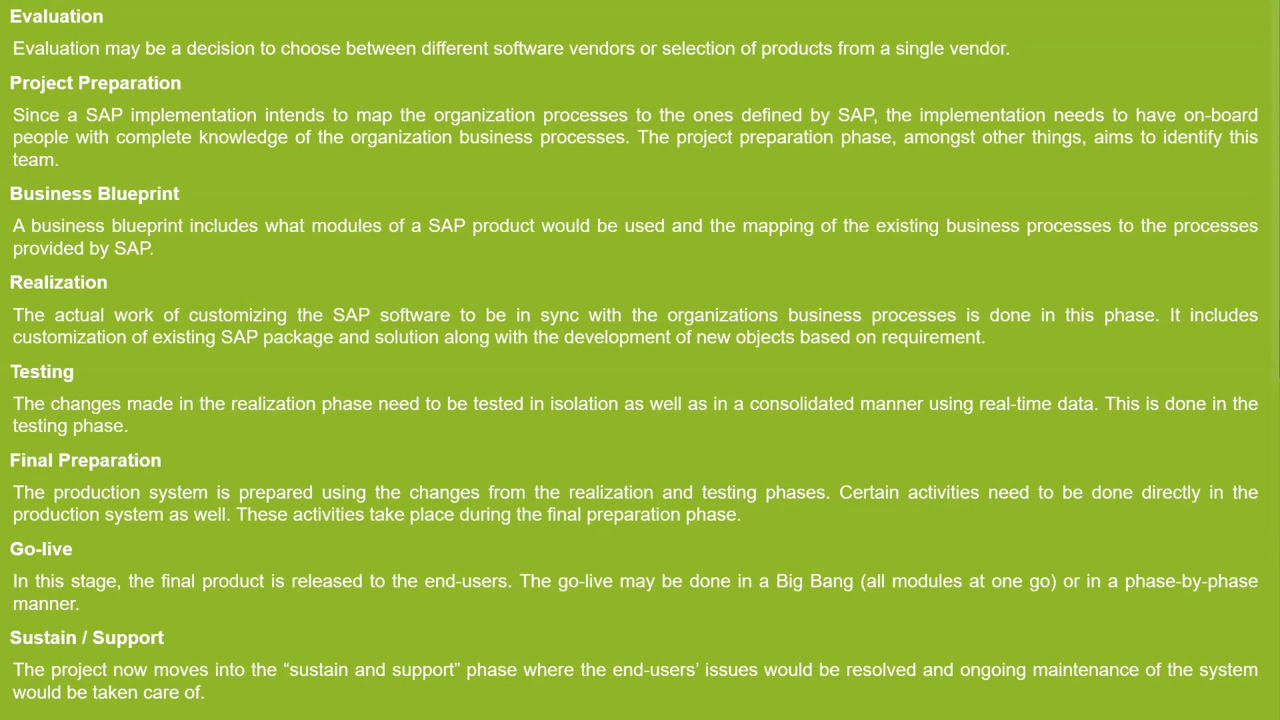 Evaluation
Evaluation may be a decision to choose between different software vendors or selection of products from a single vendor.
Project Preparation
Since a SAP implementation intends to map the organization processes to the ones defined by SAP, the implementation needs to have on-board
people with complete knowledge of the organization business processes. The project preparation phase, amongst other things, aims to identify this
team.
Business Blueprint
A business blueprint includes what modules of a SAP product would be used and the mapping of the existing business processes to the processes
provided by SAP.
Realization
The actual work of customizing the SAP software to be in sync with the organizations business processes is done in this phase. It includes
customization of existing SAP package and solution along with the development of new objects based on requirement.
Testing
The changes made in the realization phase need to be tested in isolation as well as in a consolidated manner using real-time data. This is done in the
testing phase.
Final Preparation
The production system is prepared using the changes from the realization and testing phases. Certain activities need to be done directly in the
production system as well. These activities take place during the final preparation phase.
Go-live
In this stage, the final product is released to the end-users. The go-live may be done in a Big Bang (all modules at one go) or in a phase-by-phase
manner.
Sustain / Support
The project now moves into the “sustain and support” phase where the end-users’ issues would be resolved and ongoing maintenance of the system
would be taken care of.